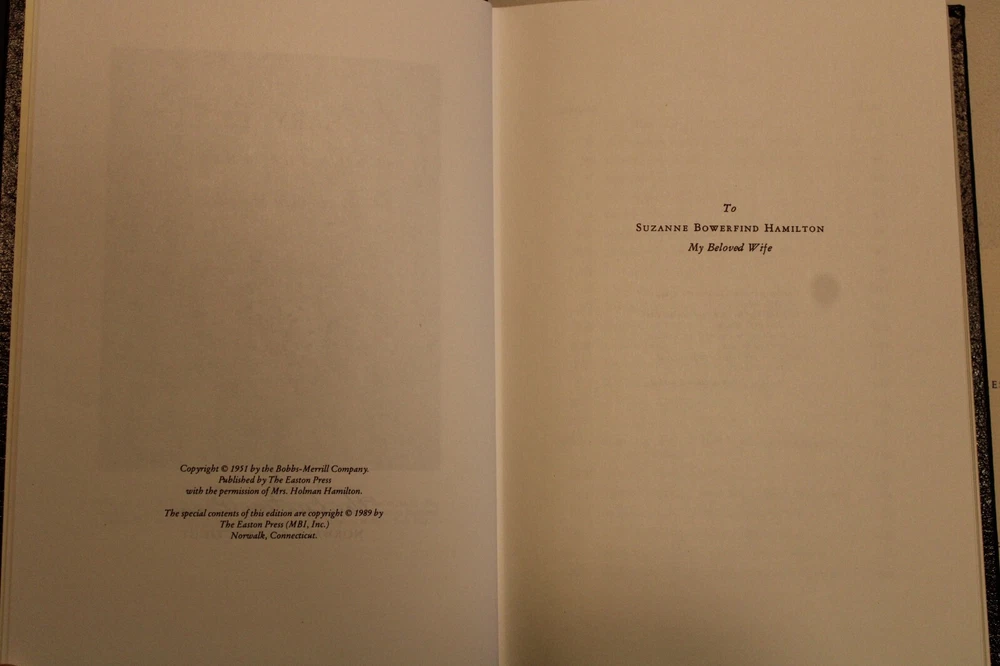 Copyright © 1951 by the Bobbs-Merrill Company.
Published by The Easton Press
with the permission of Mrs. Holman Hamilton.
The special contents of this edition are copyright © 1989 by
The Easton Press (MBI, Inc.)
Norwalk, Connecticut.
To
SUZANNE BOWERFIND HAMILTON
My Beloved Wife